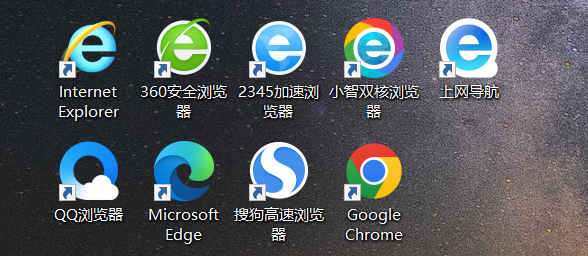 Internet
Explorer
360安全浏览
器
2345加速浏
览器
小智双核浏览
器
上网导航
QQ浏览器
Microsoft
Edge
搜狗高速浏览
器
Google
Chrome